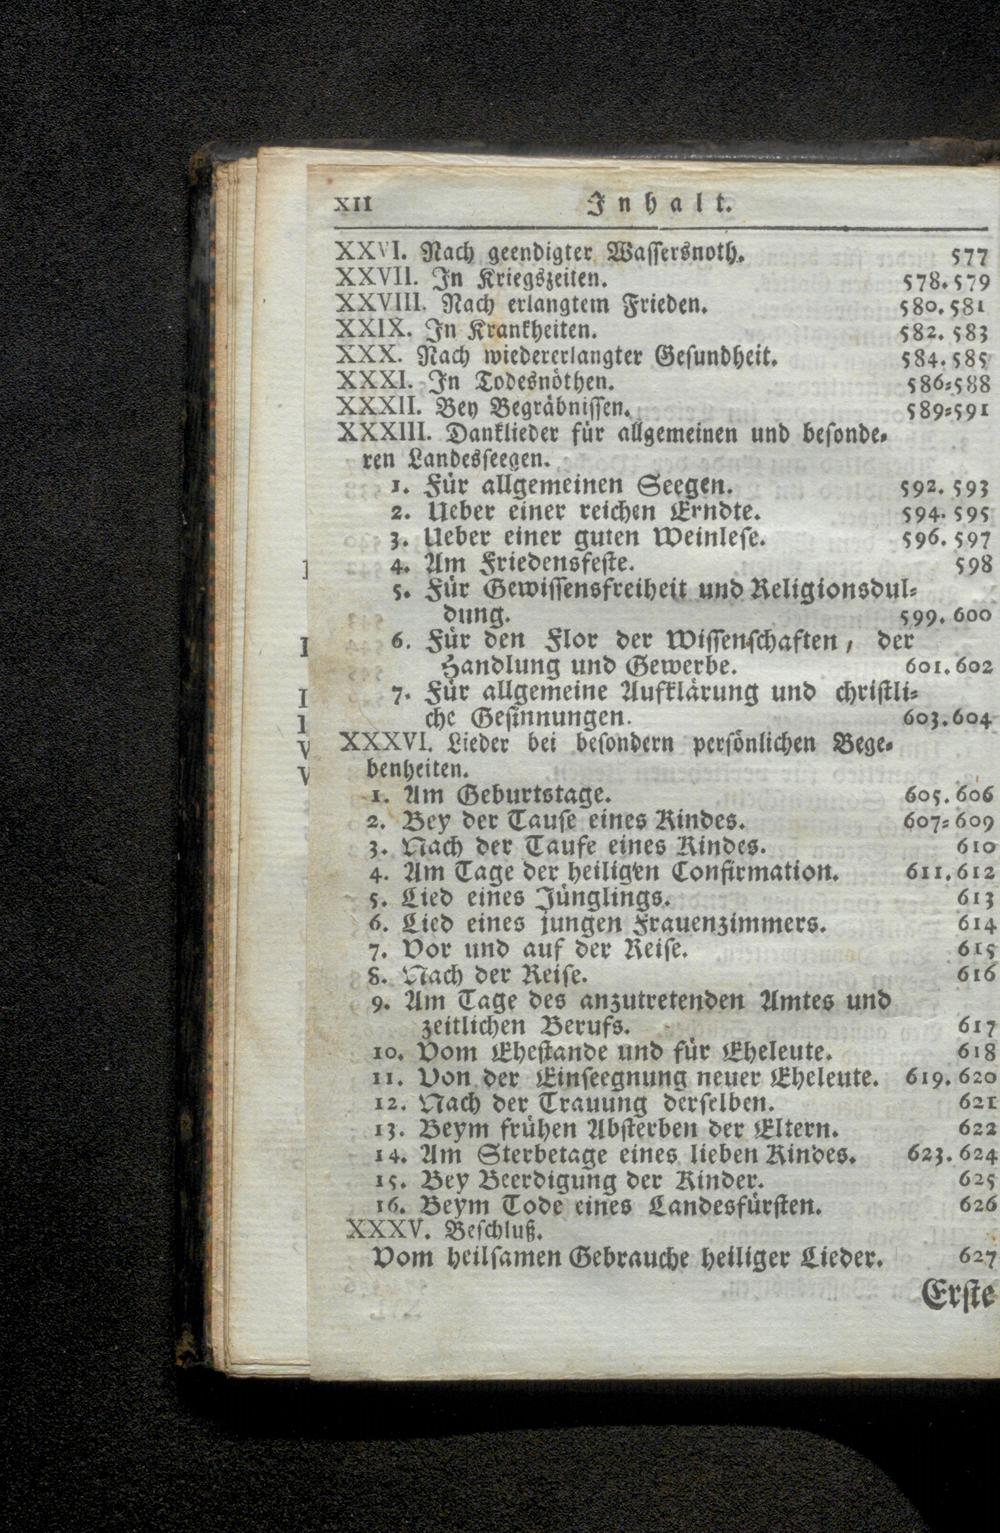 XII Inhalt.
XXVI. Nach geendigter Wassersnoth. 577
XXVII. In Kriegszeiten. 578. 579
XXVIII. Nach erlangtem Frieden. 580. 581
XXIX. In Krankheiten. 582. 583
XXX. Nach wiedererlangter Gesundheit. 584. 585
XXXI. In Todesnöthen. 586=588
XXXII. Bey Begräbnissen. 589=591
XXXIII. Danklieder für allgemeinen und besonde=
ren Landesseegen.
1. Für allgemeinen Seegen. 592. 593
2. Ueber einer reichen Erndte. 594. 595
3. Ueber einer guten Weinlese. 596. 597
4. Am Friedensfeste. 598
5. Für Gewissensfreiheit und Religionsdul=
dung. 599. 600
6. Für den Flor der Wissenschaften, der
Handlung und Gewerbe. 601. 602
7. Für allgemeine Aufklärung und christli=
che Gesinnungen. 603. 604
XXXVI. Lieder bei besondern persönlichen Bege=
benheiten.
1. Am Geburtstage. 605. 606
2. Bey der Taufe eines Kindes. 607=609
3. Nach der Taufe eines Kindes. 610
4. Am Tage der heiligen Confirmation. 611. 612
5. Lied eines Jünglings. 613
6. Lied eines jungen Frauenzimmers. 614
7. Vor und auf der Reise. 615
8. Nach der Reise. 616
9. Am Tage des anzutretenden Amtes und
zeitlichen Berufs. 617
10. Vom Ehestande und für Eheleute. 618
11. Von der Einseegnung neuer Eheleute. 619. 620
12. Nach der Trauung derselben. 621
13. Beym frühen Absterben der Eltern. 622
14. Am Sterbetage eines lieben Kindes. 623. 624
15. Bey Beerdigung der Kinder. 625
16. Beym Tode eines Landesfürsten. 626
XXXV. Beschluß.
Vom heilsamen Gebrauche heiliger Lieder. 627
Erste